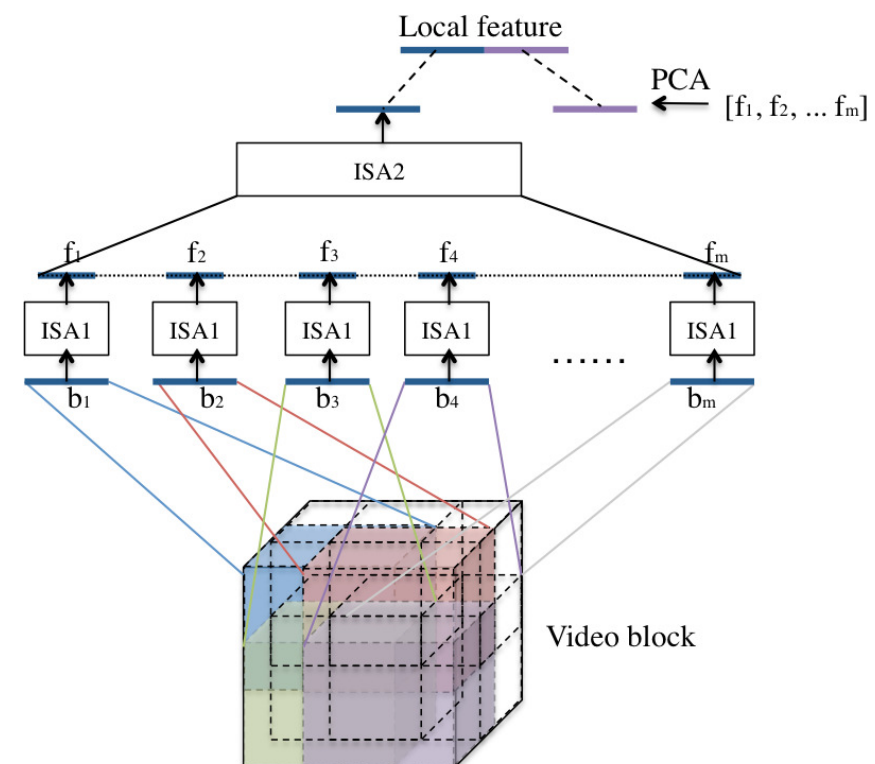 Local feature
PCA
[f1, f2, ... fm]
ISA2
f1 f2 f3 f4 fm
ISA1 ISA1 ISA1 ISA1 ...... ISA1
b1 b2 b3 b4 bm
Video block